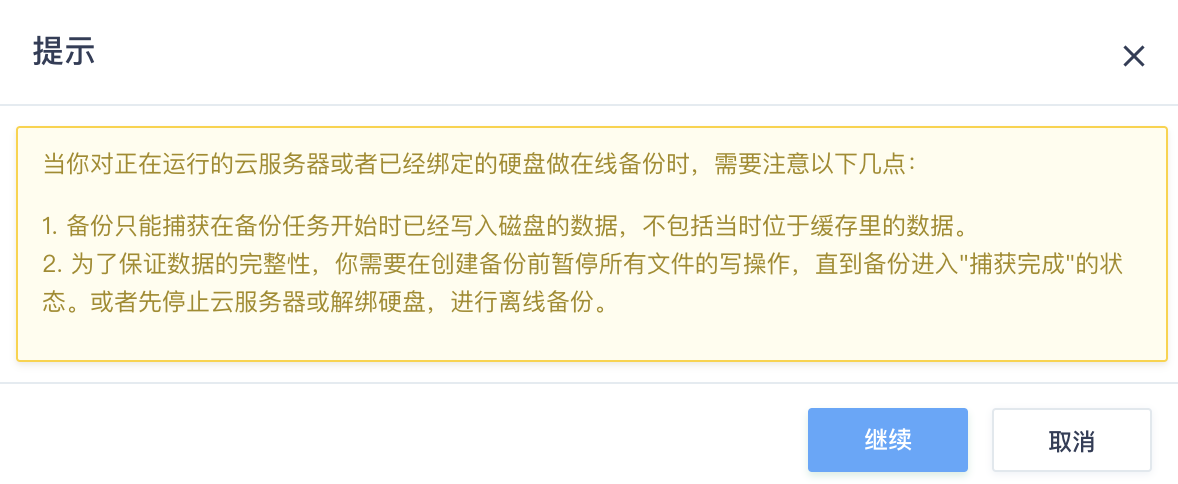 提示
当你对正在运行的云服务器或者已经绑定的硬盘做在线备份时，需要注意以下几点：
1. 备份只能捕获在备份任务开始时已经写入磁盘的数据，不包括当时位于缓存里的数据。
2. 为了保证数据的完整性，你需要在创建备份前暂停所有文件的写操作，直到备份进入"捕获完成"的状
态。或者先停止云服务器或解绑硬盘，进行离线备份。
继续
取消